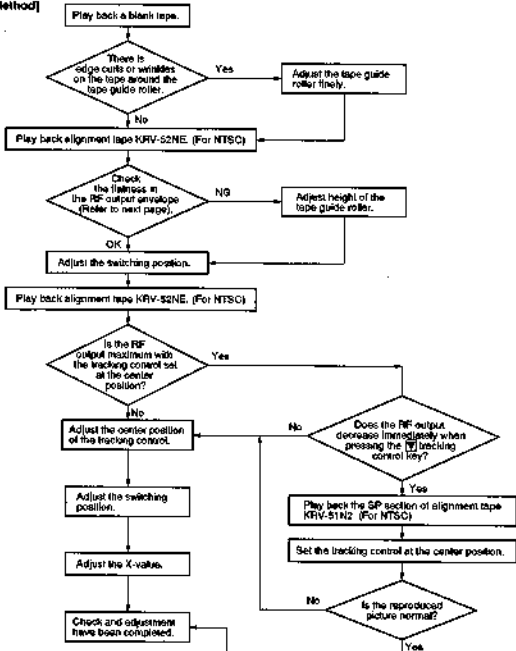 Method]
Play back a blank tape.
There is
edge curls or wrinkles
on the tape around the
tape guide roller.
Yes
Adjust the tape guide
roller finely.
No
Play back alignment tape KRV-52NE. (For NTSC)
Check
the flatness in
the RF output envelope
(Refer to next page).
NG
Adjust height of the
tape guide roller.
OK
Adjust the switching position.
Play back alignment tape KRV-52NE. (For NTSC)
Is the RF
output maximum with
the tracking control set
at the center
position?
Yes
No
Adjust the center position
of the tracking control.
No
Does the RF output
decrease immediately when
pressing the ▼ tracking
control key?
Yes
Adjust the switching
position.
Play back the SP section of alignment tape
KRV-51N2 (For NTSC)
Set the tracking control at the center position.
Adjust the X-value.
No
Is the reproduced
picture normal?
Yes
Check and adjustment
have been completed.